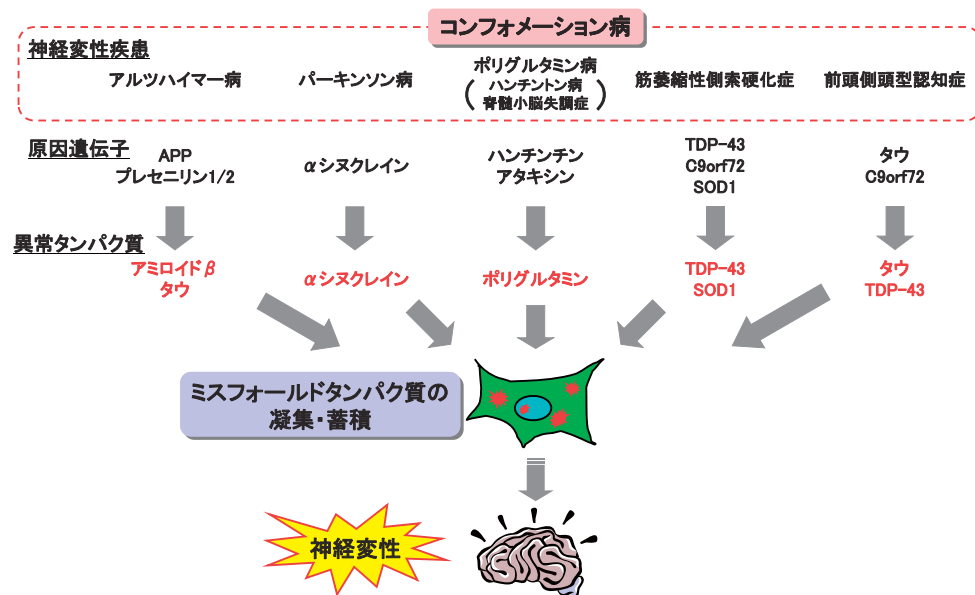 コンフォメーション病
神経変性疾患
アルツハイマー病
パーキンソン病
ポリグルタミン病
(ハンチントン病
脊髄小脳失調症)
筋萎縮性側索硬化症
前頭側頭型認知症
原因遺伝子
APP
プレセニリン1/2
αシヌクレイン
ハンチンチン
アタキシン
TDP-43
C9orf72
SOD1
タウ
C9orf72
異常タンパク質
アミロイドβ
タウ
αシヌクレイン
ポリグルタミン
TDP-43
SOD1
タウ
TDP-43
ミスフォールドタンパク質の
凝集・蓄積
神経変性